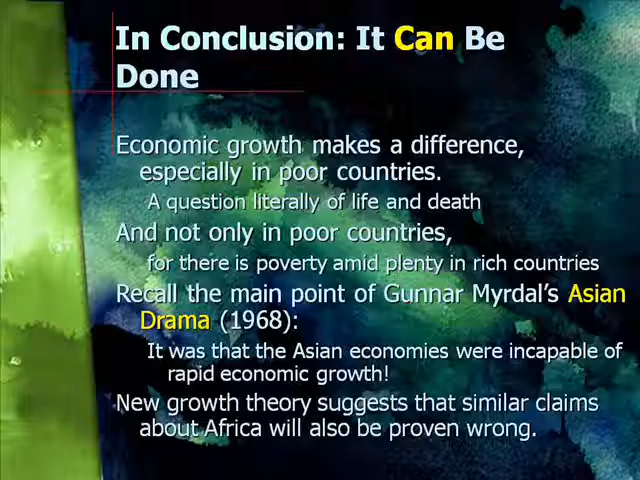 In Conclusion: It Can Be
Done
Economic growth makes a difference,
especially in poor countries.
A question literally of life and death
And not only in poor countries,
for there is poverty amid plenty in rich countries
Recall the main point of Gunnar Myrdal’s Asian
Drama (1968):
It was that the Asian economies were incapable of
rapid economic growth!
New growth theory suggests that similar claims
about Africa will also be proven wrong.